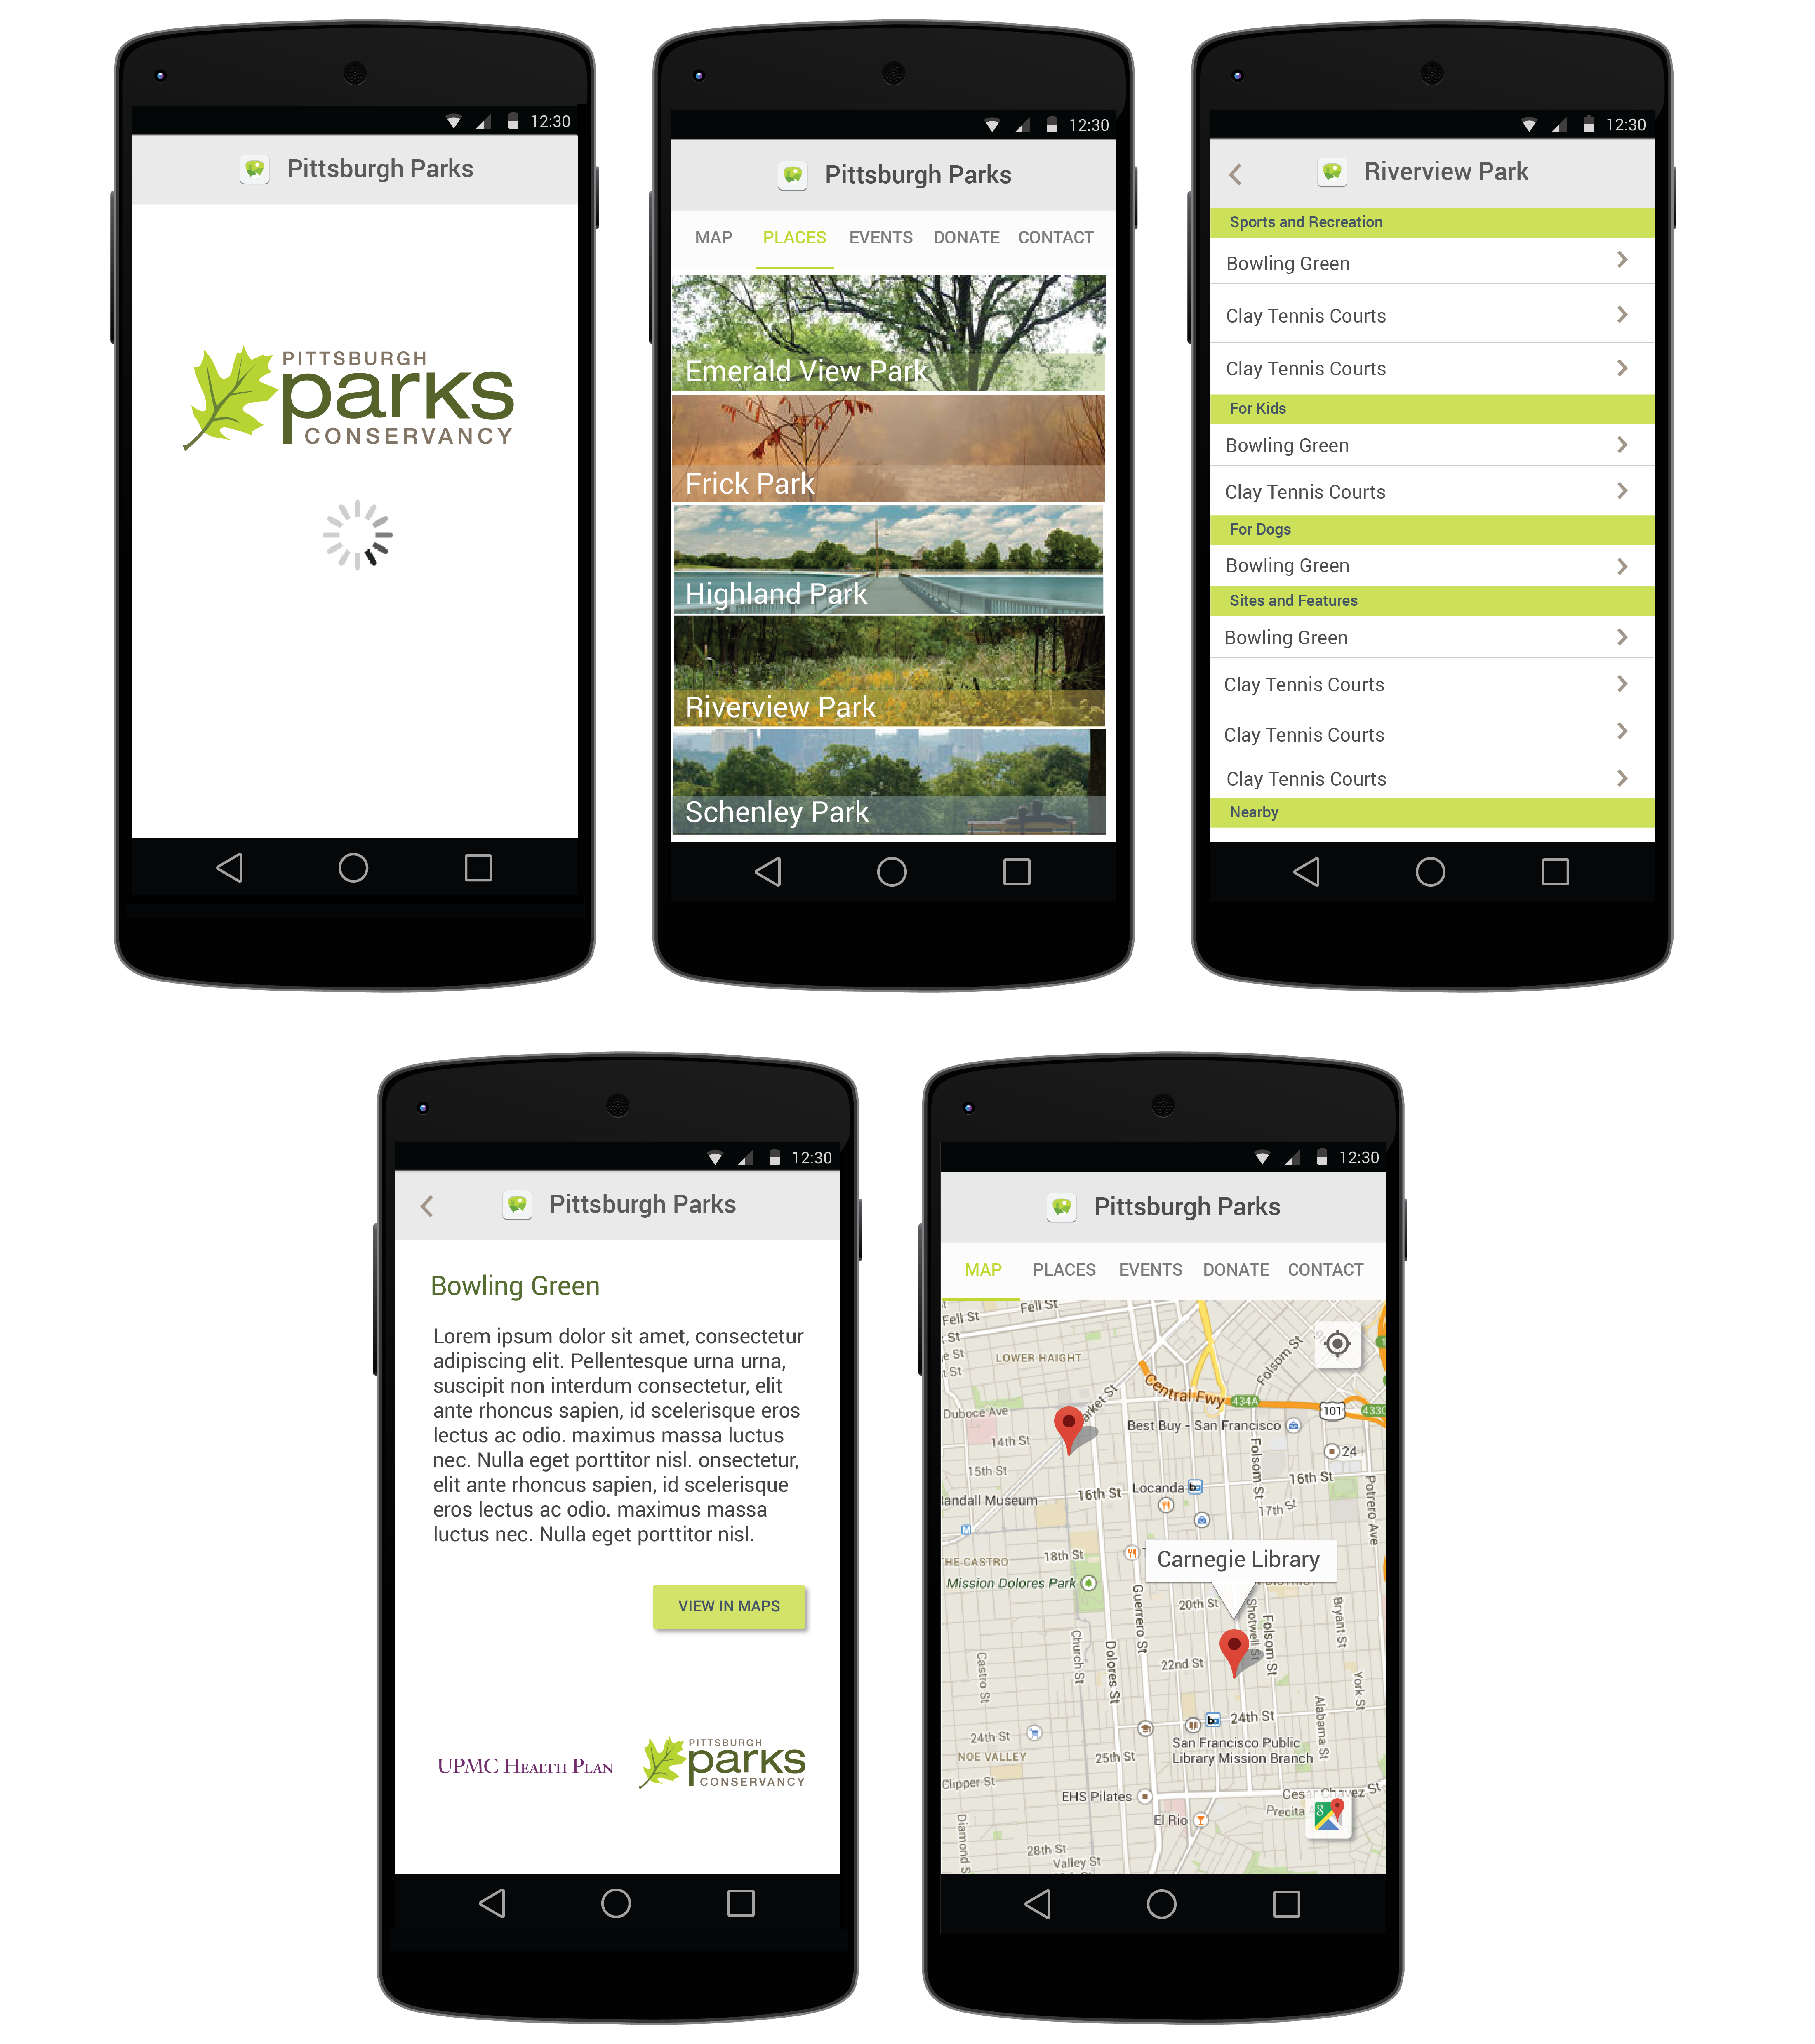 12:30
Pittsburgh Parks
PITTSBURGH
parks
CONSERVANCY
12:30
Pittsburgh Parks
MAP PLACES EVENTS DONATE CONTACT
Emerald View Park
Frick Park
Highland Park
Riverview Park
Schenley Park
12:30
Riverview Park
Sports and Recreation
Bowling Green
Clay Tennis Courts
Clay Tennis Courts
For Kids
Bowling Green
Clay Tennis Courts
For Dogs
Bowling Green
Sites and Features
Bowling Green
Clay Tennis Courts
Clay Tennis Courts
Clay Tennis Courts
Nearby
12:30
Pittsburgh Parks
Bowling Green
Lorem ipsum dolor sit amet, consectetur
adipiscing elit. Pellentesque urna urna,
suscipit non interdum consectetur, elit
ante rhoncus sapien, id scelerisque eros
lectus ac odio. maximus massa luctus
nec. Nulla eget porttitor nisl. onsectetur,
elit ante rhoncus sapien, id scelerisque
eros lectus ac odio. maximus massa
luctus nec. Nulla eget porttitor nisl.
VIEW IN MAPS
UPMC HEALTH PLAN
PITTSBURGH
parks
CONSERVANCY
12:30
Pittsburgh Parks
MAP PLACES EVENTS DONATE CONTACT
Fell St
Fell St
St
e St
t St
LOWER HAIGHT
Folsom St
Central Fwy
434A
101
433C
Duboce Ave
arket St
Best Buy - San Francisco
14th St
24
15th St
Folsom St
16th St
Potrero Ave
andall Museum
16th St
Locanda
17th St
HE CASTRO
18th St
Carnegie Library
Mission Dolores Park
Guerrero St
20th St
Shotwell St
Folsom St
Bryant St
Church St
Dolores St
22nd St
Castro St
York St
Alabama St
24th St
24th St
San Francisco Public
Library Mission Branch
NOE VALLEY
25th St
Clipper St
EHS Pilates
Cesar Chavez St
Precita
El Rio
Diamond S
28th St
Valley St